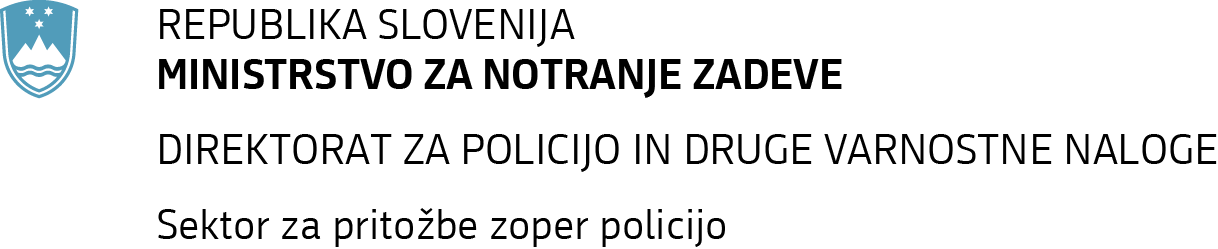 REPUBLIKA SLOVENIJA
MINISTRSTVO ZA NOTRANJE ZADEVE
DIREKTORAT ZA POLICIJO IN DRUGE VARNOSTNE NALOGE
Sektor za pritožbe zoper policijo